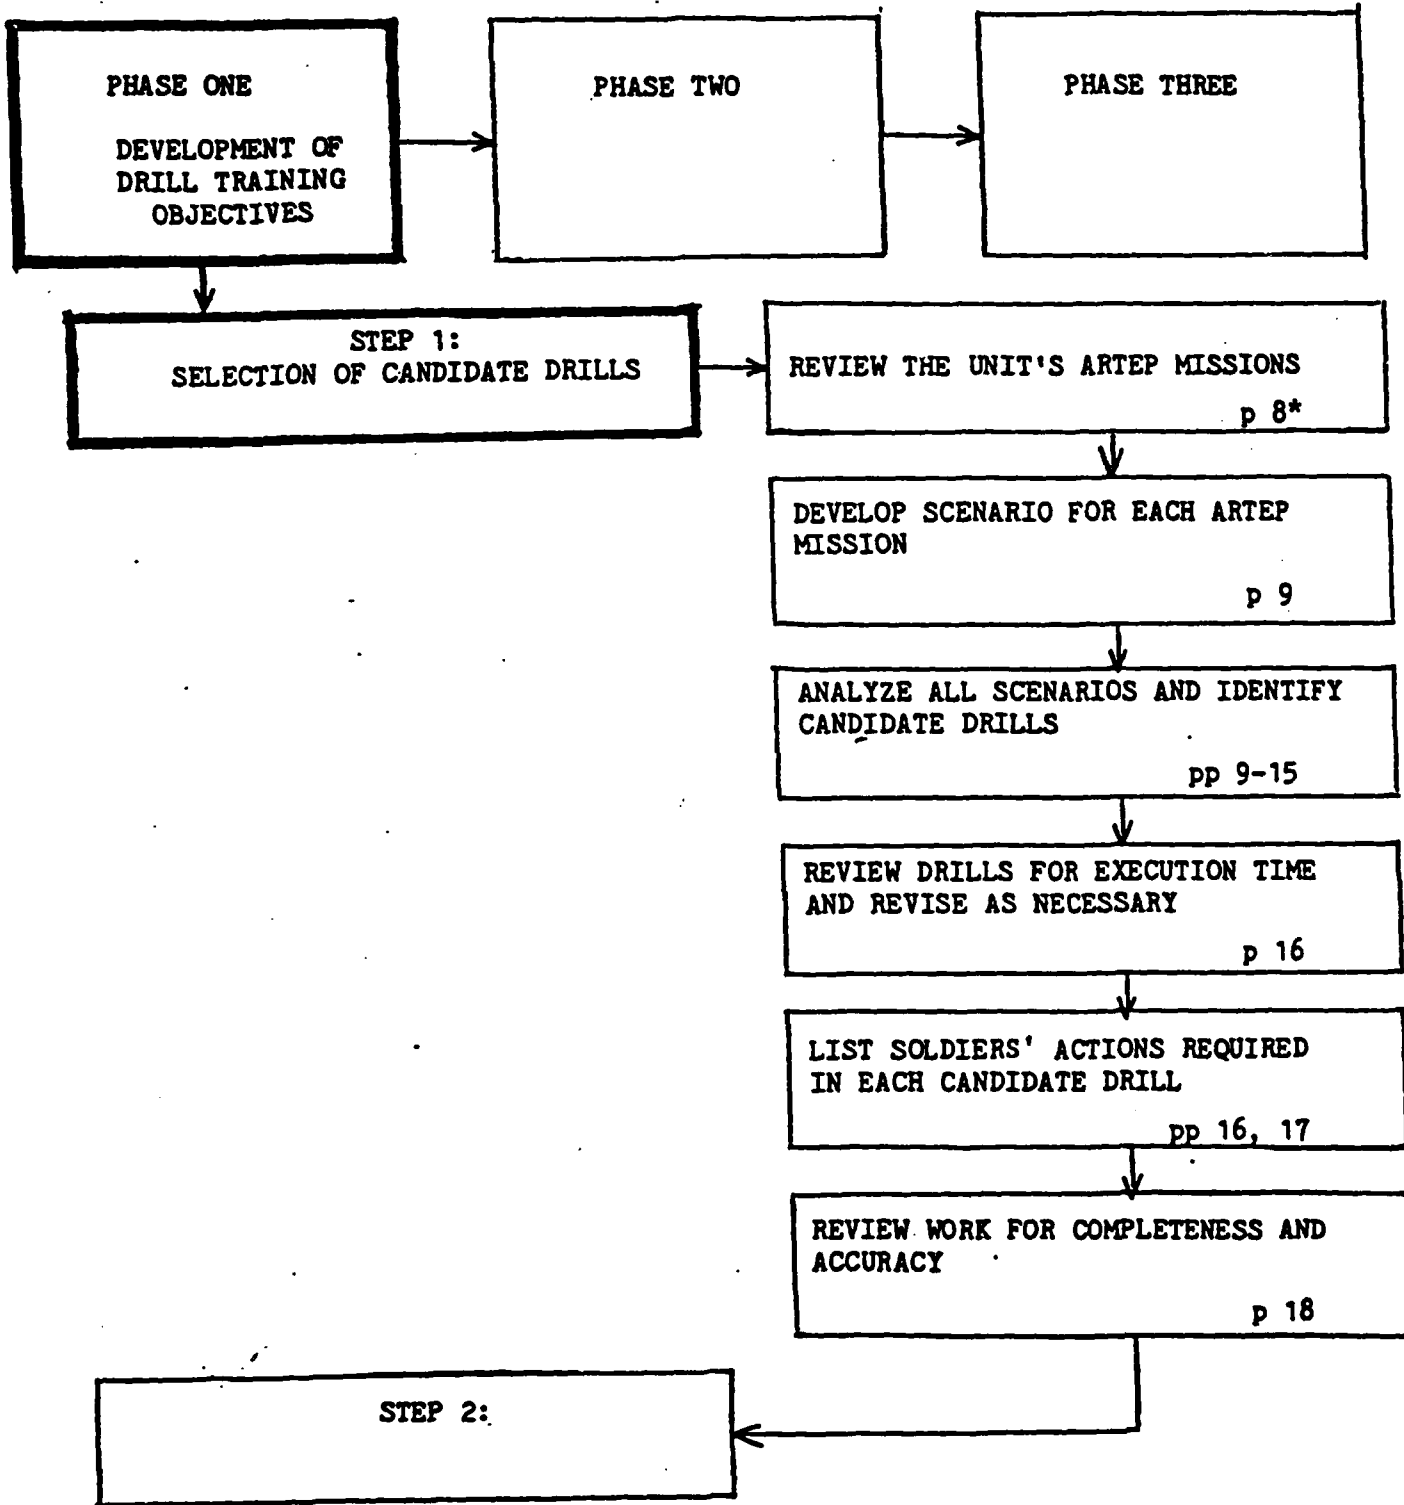 PHASE ONE
DEVELOPMENT OF
DRILL TRAINING
OBJECTIVES
PHASE TWO
PHASE THREE
STEP 1:
SELECTION OF CANDIDATE DRILLS
REVIEW THE UNIT'S ARTEP MISSIONS
p 8*
DEVELOP SCENARIO FOR EACH ARTEP
MISSION
p 9
ANALYZE ALL SCENARIOS AND IDENTIFY
CANDIDATE DRILLS
pp 9-15
REVIEW DRILLS FOR EXECUTION TIME
AND REVISE AS NECESSARY
p 16
LIST SOLDIERS' ACTIONS REQUIRED
IN EACH CANDIDATE DRILL
pp 16, 17
REVIEW WORK FOR COMPLETENESS AND
ACCURACY
p 18
STEP 2: